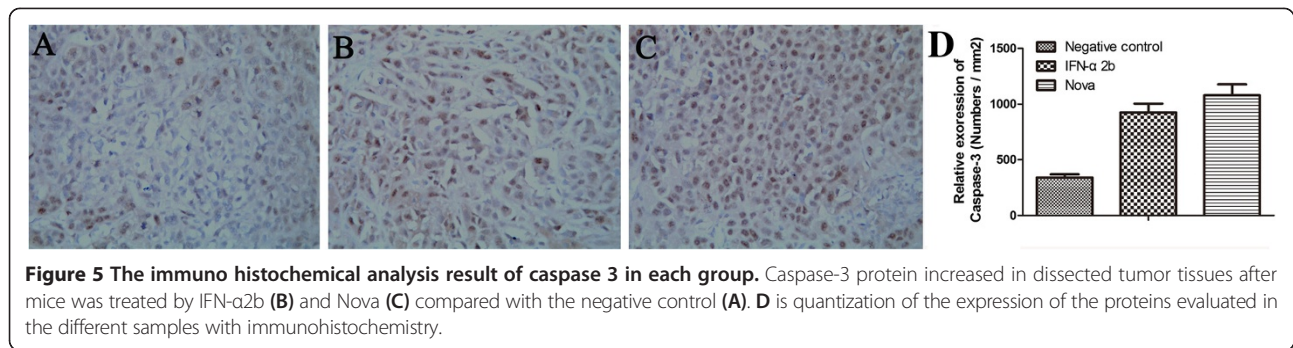 A
B
C
D
Negative control
IFN-α 2b
Nova
1500
1000
500
0
Relative exoression of
Caspase-3 (Numbers / mm2)
Figure 5 The immuno histochemical analysis result of caspase 3 in each group. Caspase-3 protein increased in dissected tumor tissues after
mice was treated by IFN-α2b (B) and Nova (C) compared with the negative control (A). D is quantization of the expression of the proteins evaluated in
the different samples with immunohistochemistry.